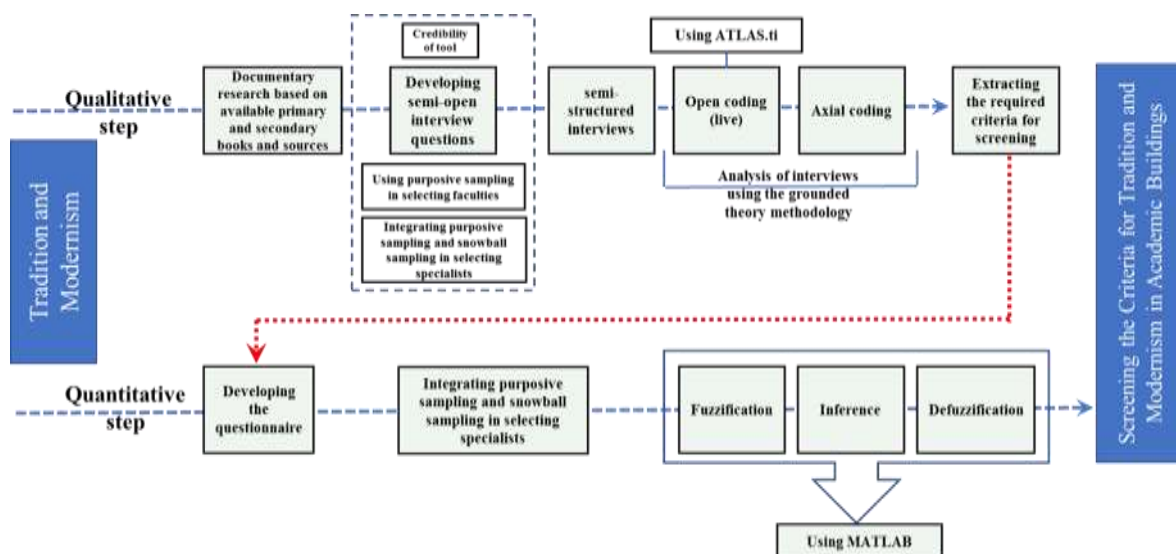 Tradition and
Modernism
Qualitative
step
Documentary
research based on
available primary
and secondary
books and sources
Credibility
of tool
Developing
semi-open
interview
questions
Using purposive sampling
in selecting faculties
Integrating purposive
sampling and snowball
sampling in selecting
specialists
semi-
structured
interviews
Using ATLAS.ti
Open coding
(live)
Axial coding
Analysis of interviews
using the grounded
theory methodology
Extracting
the required
criteria for
screening
Quantitative
step
Developing
the
questionnaire
Integrating purposive
sampling and snowball
sampling in selecting
specialists
Fuzzification
Inference
Defuzzification
Using MATLAB
Screening the Criteria for Tradition and
Modernism in Academic Buildings